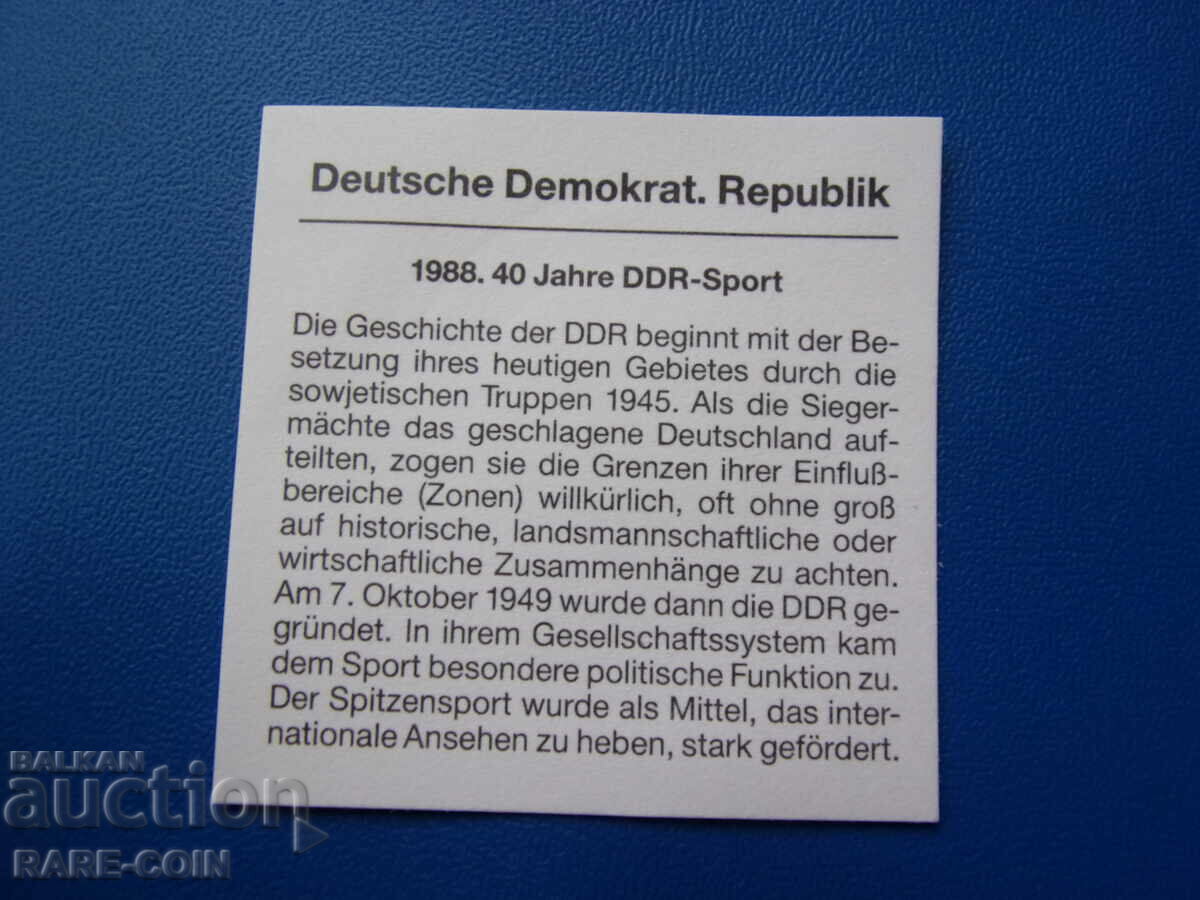 Deutsche Demokrat. Republik
1988. 40 Jahre DDR-Sport
Die Geschichte der DDR beginnt mit der Be-
setzung ihres heutigen Gebietes durch die
sowjetischen Truppen 1945. Als die Sieger-
mächte das geschlagene Deutschland auf-
teilten, zogen sie die Grenzen ihrer Einfluß-
bereiche (Zonen) willkürlich, oft ohne groß
auf historische, landsmannschaftliche oder
wirtschaftliche Zusammenhänge zu achten.
Am 7. Oktober 1949 wurde dann die DDR ge-
gründet. In ihrem Gesellschaftssystem kam
dem Sport besondere politische Funktion zu.
Der Spitzensport wurde als Mittel, das inter-
nationale Ansehen zu heben, stark gefördert.
BALKAN
auction
RARE-COIN